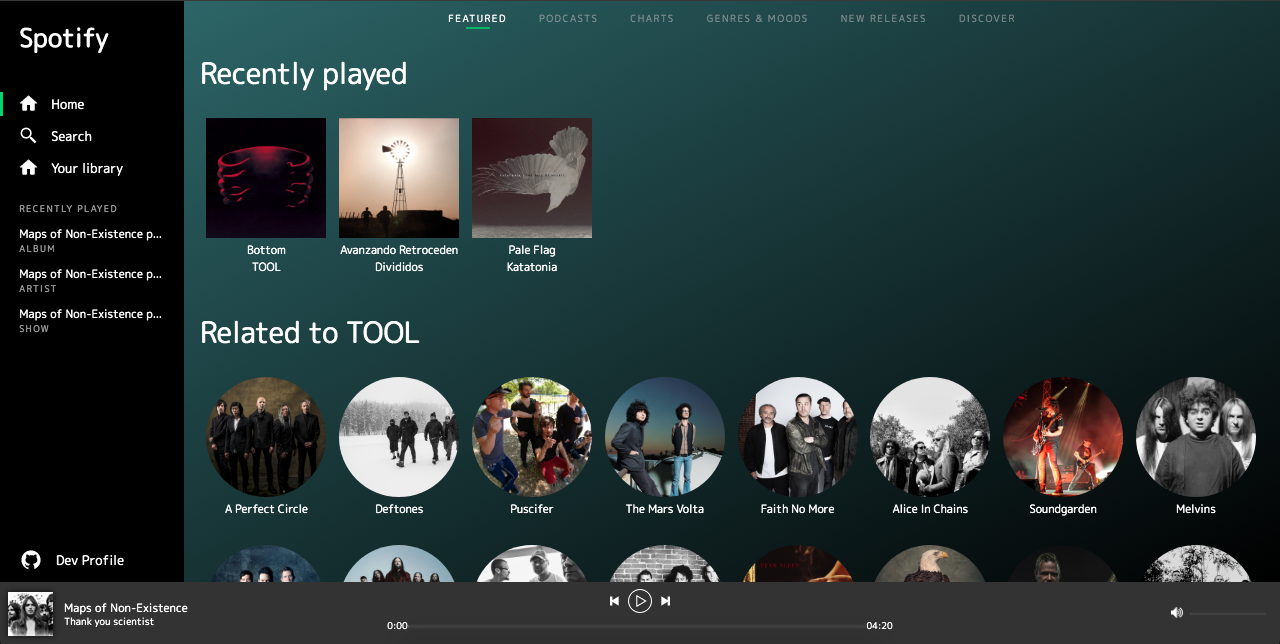 Spotify
Home
Search
Your library
RECENTLY PLAYED
Maps of Non-Existence p...
ALBUM
Maps of Non-Existence p...
ARTIST
Maps of Non-Existence p...
SHOW
Dev Profile
FEATURED PODCASTS CHARTS GENRES & MOODS NEW RELEASES DISCOVER
Recently played
Bottom
TOOL
Avanzando Retroceden
Divididos
Pale Flag
Katatonia
Related to TOOL
A Perfect Circle
Deftones
Puscifer
The Mars Volta
Faith No More
Alice In Chains
Soundgarden
Melvins
Maps of Non-Existence
Thank you scientist
0:00
04:20